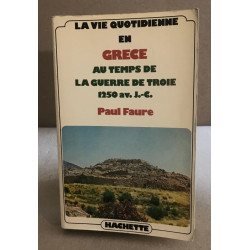 LA VIE QUOTIDIENNE
EN
GRECE
AU TEMPS DE
LA GUERRE DE TROIE
1250 av. J.-C.
Paul Faure
HACHETTE